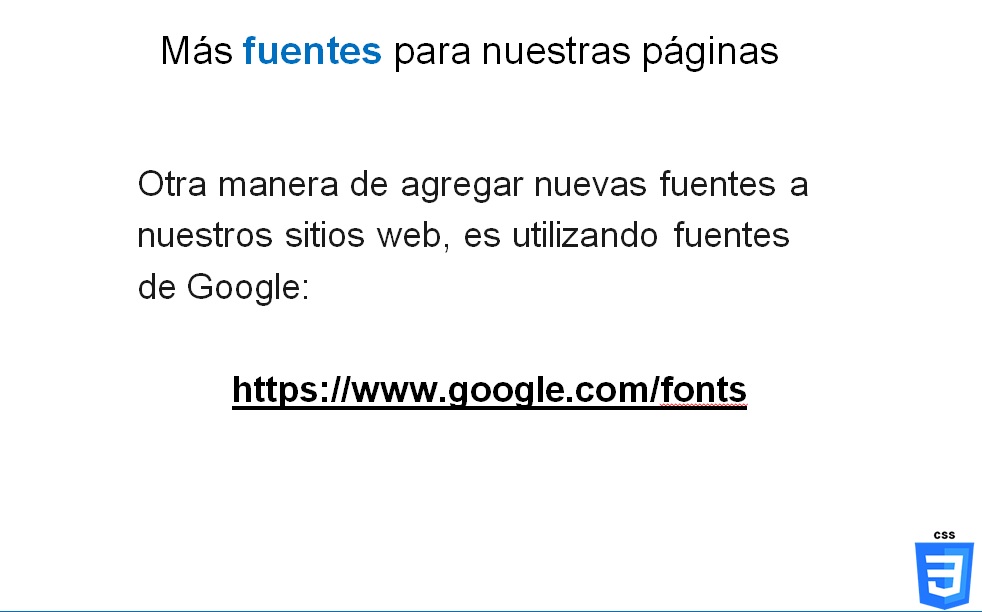 Más fuentes para nuestras páginas
Otra manera de agregar nuevas fuentes a
nuestros sitios web, es utilizando fuentes
de Google:
https://www.google.com/fonts
CSS
3